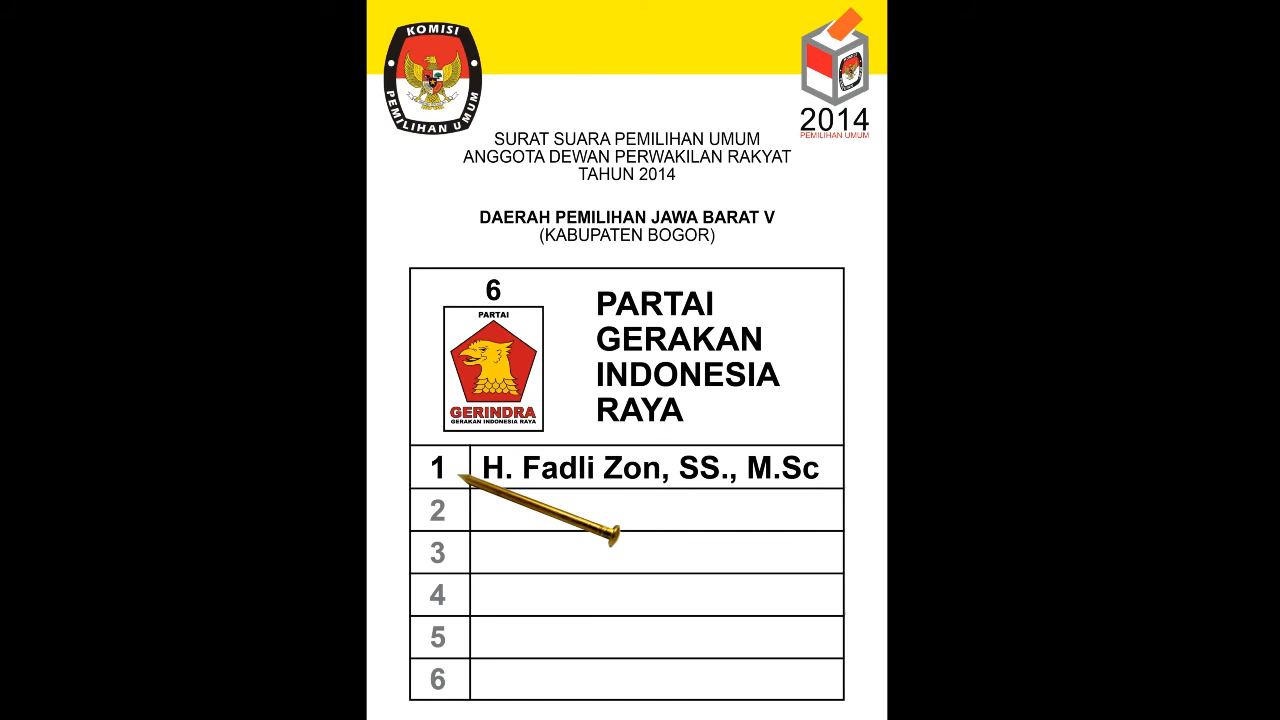 KOMISI
PEMILIHAN UMUM
2014
PEMILIHAN UMUM
SURAT SUARA PEMILIHAN UMUM
ANGGOTA DEWAN PERWAKILAN RAKYAT
TAHUN 2014
DAERAH PEMILIHAN JAWA BARAT V
(KABUPATEN BOGOR)
6
PARTAI
GERINDRA
GERAKAN INDONESIA RAYA
PARTAI
GERAKAN
INDONESIA
RAYA
1 H. Fadli Zon, SS., M.Sc
2
3
4
5
6